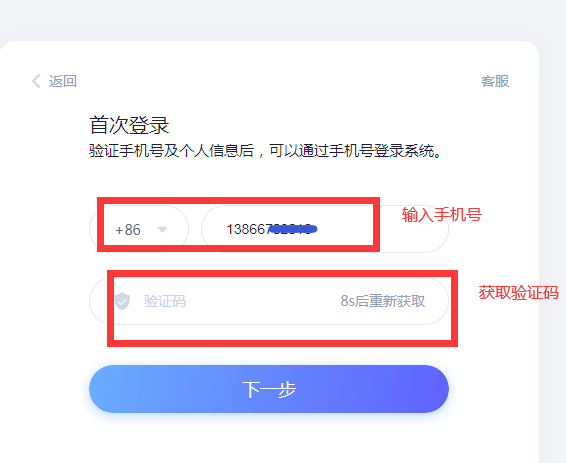 返回
客服
首次登录
验证手机号及个人信息后，可以通过手机号登录系统。
+86
输入手机号
验证码
8s后重新获取
获取验证码
下一步